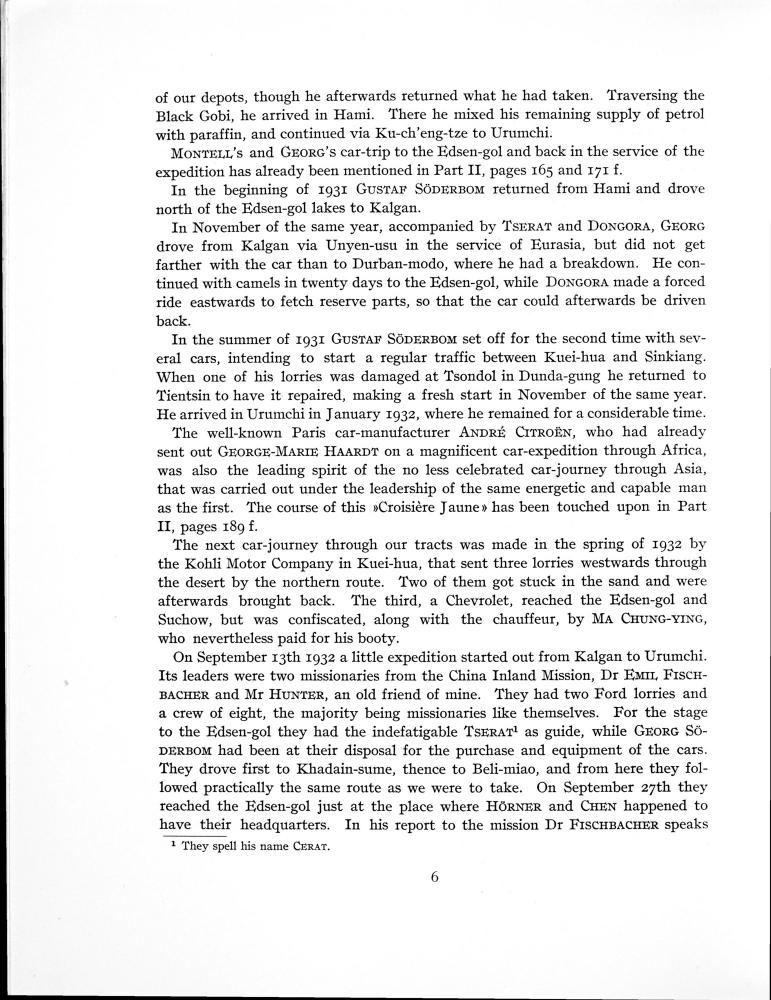 of our depots, though he afterwards returned what he had taken. Traversing the
Black Gobi, he arrived in Hami. There he mixed his remaining supply of petrol
with paraffin, and continued via Ku-ch'eng-tze to Urumchi.
MONTELL's and GEORG's car-trip to the Edsen-gol and back in the service of the
expedition has already been mentioned in Part II, pages 165 and 171 f.
In the beginning of 1931 GUSTAF SÖDERBOM returned from Hami and drove
north of the Edsen-gol lakes to Kalgan.
In November of the same year, accompanied by TSERAT and DONGORA, GEORG
drove from Kalgan via Unyen-usu in the service of Eurasia, but did not get
farther with the car than to Durban-modo, where he had a breakdown. He con-
tinued with camels in twenty days to the Edsen-gol, while DONGORA made a forced
ride eastwards to fetch reserve parts, so that the car could afterwards be driven
back.
In the summer of 1931 GUSTAF SÖDERBOM set off for the second time with sev-
eral cars, intending to start a regular traffic between Kuei-hua and Sinkiang.
When one of his lorries was damaged at Tsondol in Dunda-gung he returned to
Tientsin to have it repaired, making a fresh start in November of the same year.
He arrived in Urumchi in January 1932, where he remained for a considerable time.
The well-known Paris car-manufacturer ANDRÉ CITROËN, who had already
sent out GEORGE-MARIE HAARDT on a magnificent car-expedition through Africa,
was also the leading spirit of the no less celebrated car-journey through Asia,
that was carried out under the leadership of the same energetic and capable man
as the first. The course of this »Croisière Jaune» has been touched upon in Part
II, pages 189 f.
The next car-journey through our tracts was made in the spring of 1932 by
the Kohli Motor Company in Kuei-hua, that sent three lorries westwards through
the desert by the northern route. Two of them got stuck in the sand and were
afterwards brought back. The third, a Chevrolet, reached the Edsen-gol and
Suchow, but was confiscated, along with the chauffeur, by MA CHUNG-YING,
who nevertheless paid for his booty.
On September 13th 1932 a little expedition started out from Kalgan to Urumchi.
Its leaders were two missionaries from the China Inland Mission, Dr EMIL FISCH-
BACHER and Mr HUNTER, an old friend of mine. They had two Ford lorries and
a crew of eight, the majority being missionaries like themselves. For the stage
to the Edsen-gol they had the indefatigable TSERAT¹ as guide, while GEORG SÖ-
DERBOM had been at their disposal for the purchase and equipment of the cars.
They drove first to Khadain-sume, thence to Beli-miao, and from here they fol-
lowed practically the same route as we were to take. On September 27th they
reached the Edsen-gol just at the place where HÖRNER and CHEN happened to
have their headquarters. In his report to the mission Dr FISCHBACHER speaks
¹ They spell his name CERAT.
6